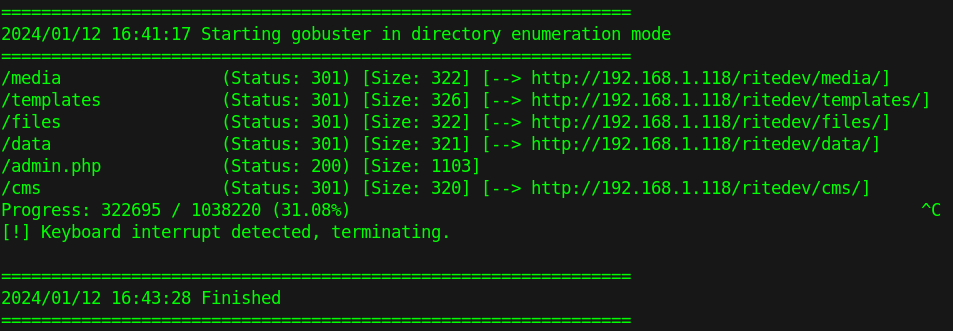 ===============================================================
2024/01/12 16:41:17 Starting gobuster in directory enumeration mode
===============================================================
/media                (Status: 301) [Size: 322] [--> http://192.168.1.118/ritedev/media/]
/templates            (Status: 301) [Size: 326] [--> http://192.168.1.118/ritedev/templates/]
/files                (Status: 301) [Size: 322] [--> http://192.168.1.118/ritedev/files/]
/data                 (Status: 301) [Size: 321] [--> http://192.168.1.118/ritedev/data/]
/admin.php            (Status: 200) [Size: 1103]
/cms                  (Status: 301) [Size: 320] [--> http://192.168.1.118/ritedev/cms/]
Progress: 322695 / 1038220 (31.08%)                                                         ^C
[!] Keyboard interrupt detected, terminating.

===============================================================
2024/01/12 16:43:28 Finished
===============================================================